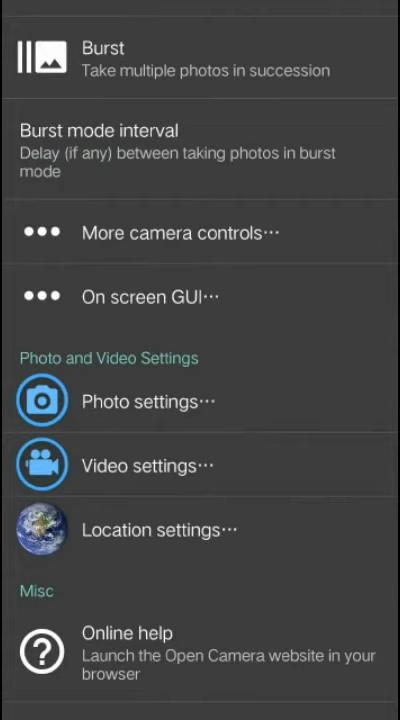 Burst
Take multiple photos in succession
Burst mode interval
Delay (if any) between taking photos in burst
mode
More camera controls...
On screen GUI...
Photo and Video Settings
Photo settings...
Video settings...
Location settings...
Misc
Online help
Launch the Open Camera website in your
browser